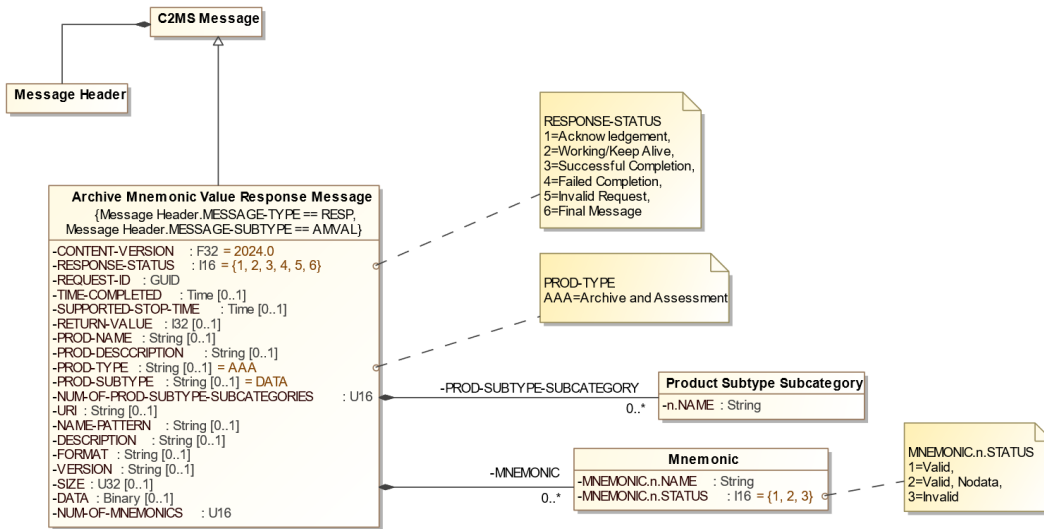 C2MS Message
Message Header
RESPONSE-STATUS
1=Acknowledgement,
2=Working/Keep Alive,
3=Successful Completion,
4=Failed Completion,
5=Invalid Request,
6=Final Message
Archive Mnemonic Value Response Message
{Message Header.MESSAGE-TYPE == RESP,
Message Header.MESSAGE-SUBTYPE == AMVAL}
-CONTENT-VERSION : F32 = 2024.0
-RESPONSE-STATUS : I16 = {1, 2, 3, 4, 5, 6}
-REQUEST-ID : GUID
-TIME-COMPLETED : Time [0..1]
-SUPPORTED-STOP-TIME : Time [0..1]
-RETURN-VALUE : I32 [0..1]
-PROD-NAME : String [0..1]
-PROD-DESCCRIPTION : String [0..1]
-PROD-TYPE : String [0..1] = AAA
-PROD-SUBTYPE : String [0..1] = DATA
-NUM-OF-PROD-SUBTYPE-SUBCATEGORIES : U16
-URI : String [0..1]
-NAME-PATTERN : String [0..1]
-DESCRIPTION : String [0..1]
-FORMAT : String [0..1]
-VERSION : String [0..1]
-SIZE : U32 [0..1]
-DATA : Binary [0..1]
-NUM-OF-MNEMONICS : U16
PROD-TYPE
AAA=Archive and Assessment
-PROD-SUBTYPE-SUBCATEGORY
0..*
Product Subtype Subcategory
-n.NAME : String
-MNEMONIC
0..*
Mnemonic
-MNEMONIC.n.NAME : String
-MNEMONIC.n.STATUS : I16 = {1, 2, 3}
MNEMONIC.n.STATUS
1=Valid,
2=Valid, Nodata,
3=Invalid